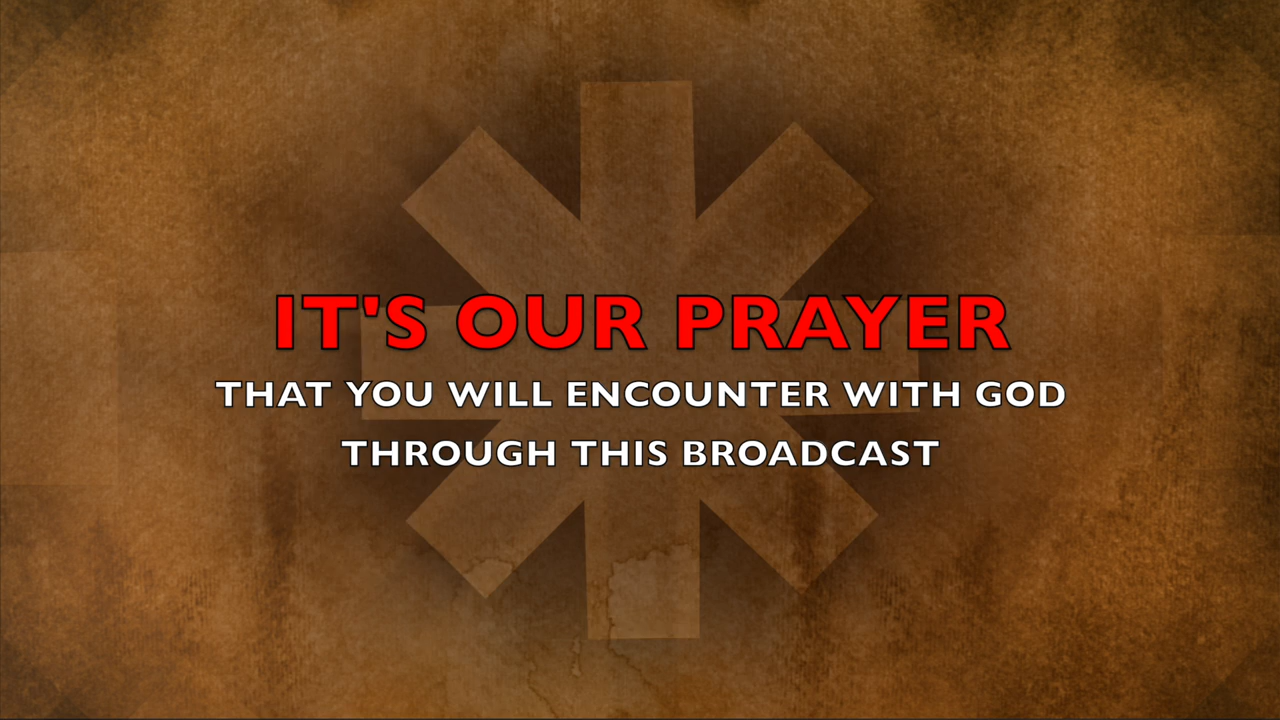 IT'S OUR PRAYER
THAT YOU WILL ENCOUNTER WITH GOD
THROUGH THIS BROADCAST